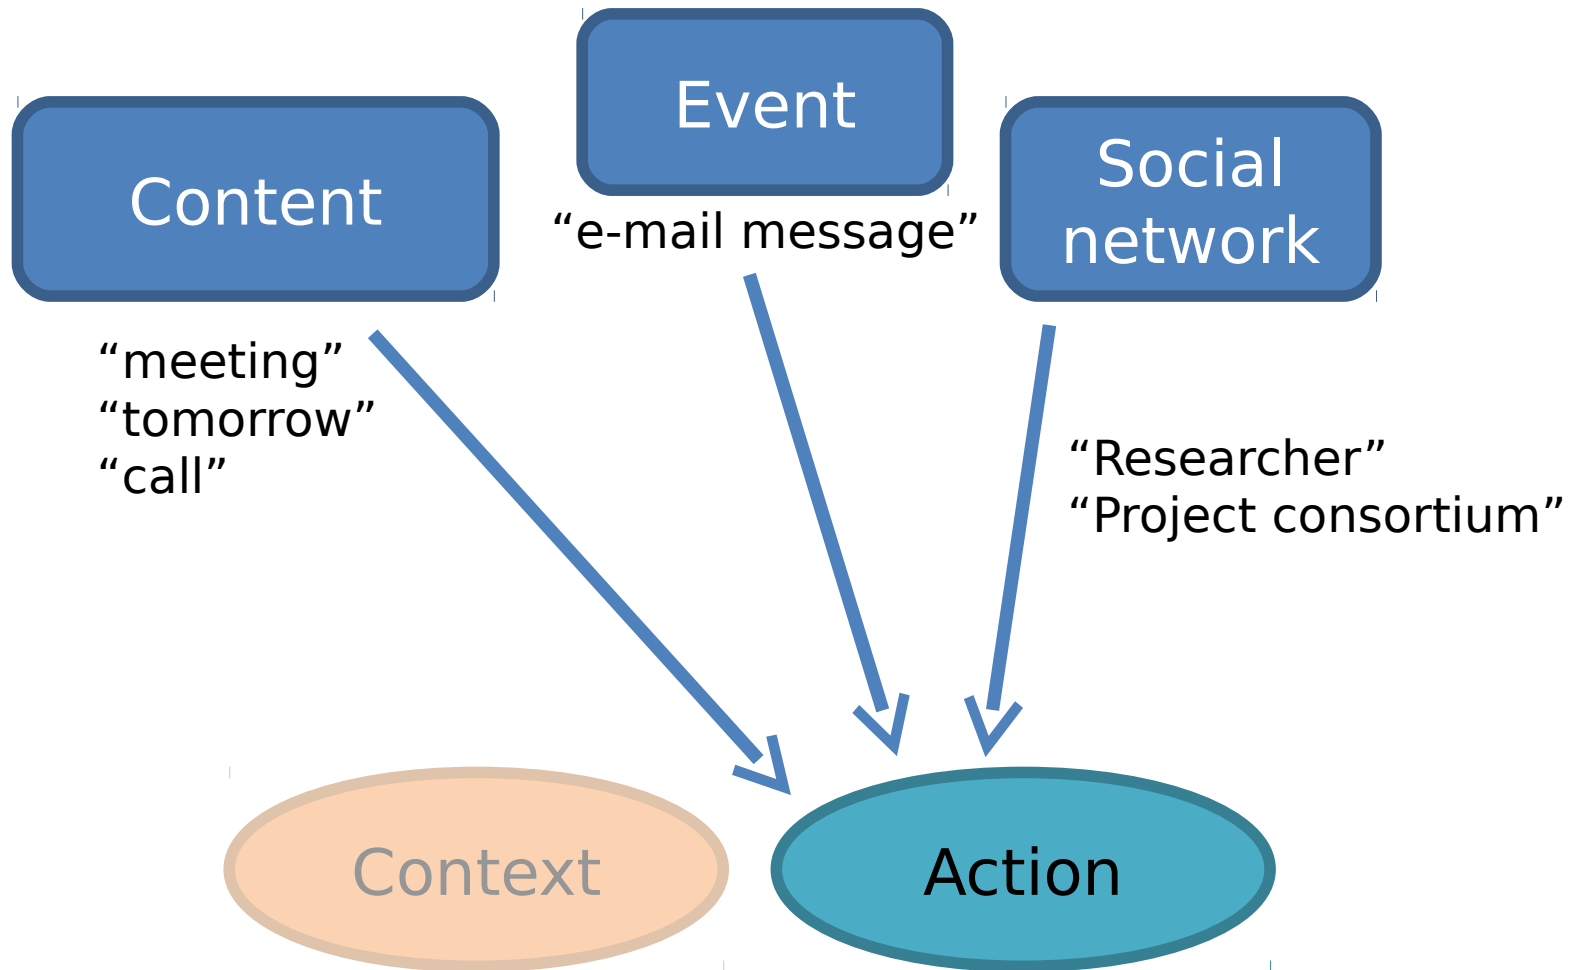 Event
Content
Social
network
“e-mail message”
“meeting”
“tomorrow”
“call”
“Researcher”
“Project consortium”
Context
Action